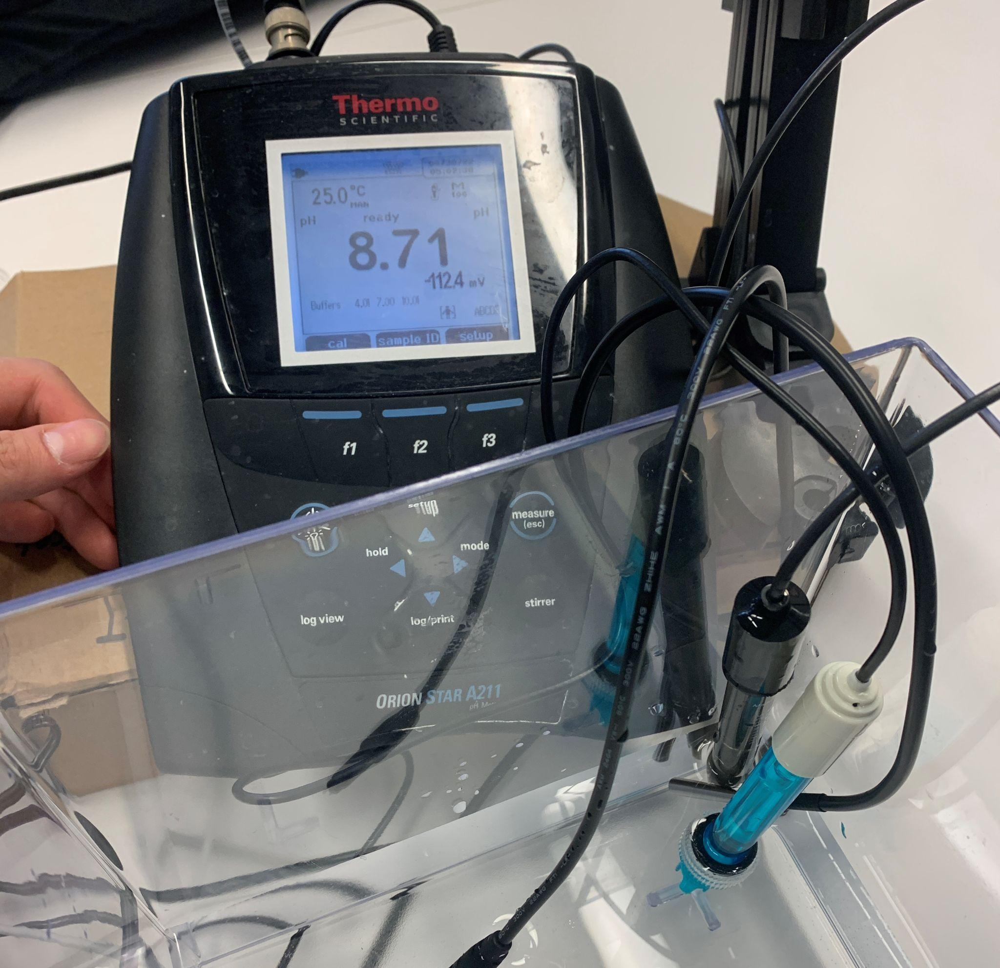 Thermo
SCIENTIFIC
25.0 °C
MAN
M
100
pH ready pH
8.71
-112.4 mV
Buffers 4.01 7.00 10.01
cal sample ID setup
f1 f2 f3
setup
measure
(esc)
hold
mode
log view
log/print
stirrer
ORION STAR A211
pH